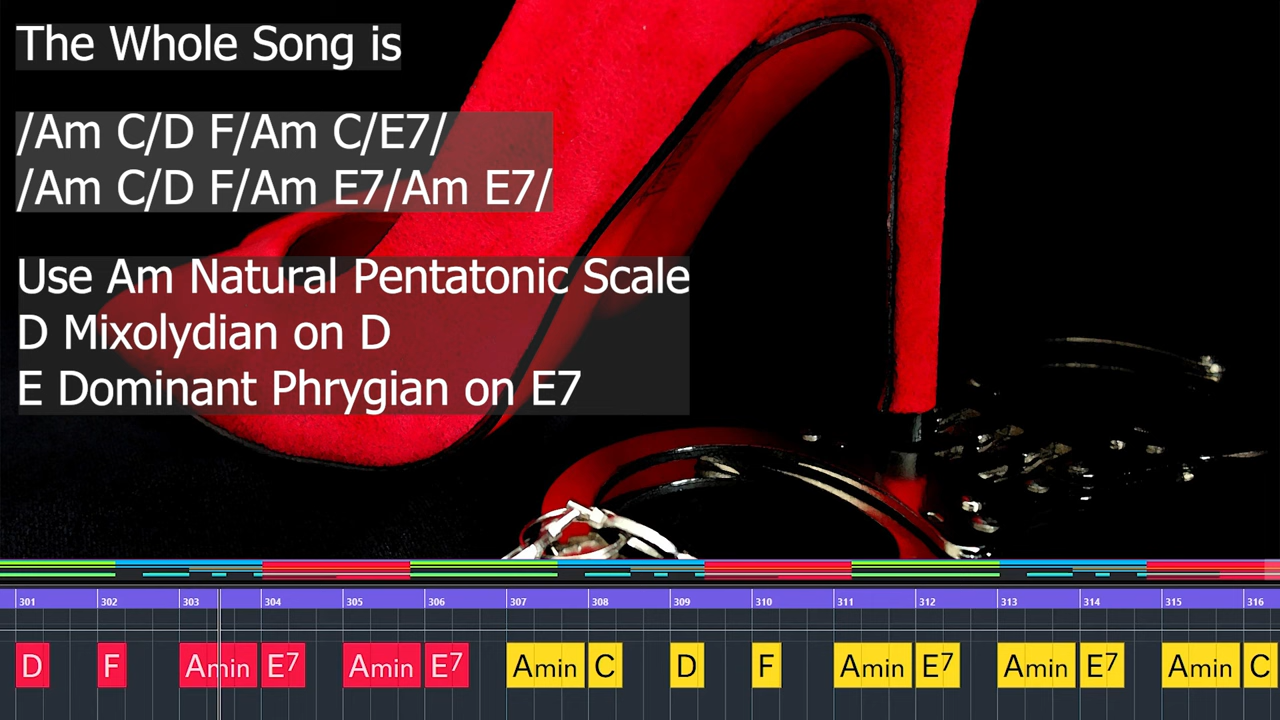 The Whole Song is
/Am C/D F/Am C/E7/
/Am C/D F/Am E7/Am E7/
Use Am Natural Pentatonic Scale
D Mixolydian on D
E Dominant Phrygian on E7
301 302 303 304 305 306 307 308 309 310 311 312 313 314 315 316
D F Amin E7 Amin E7 Amin C D F Amin E7 Amin E7 Amin C